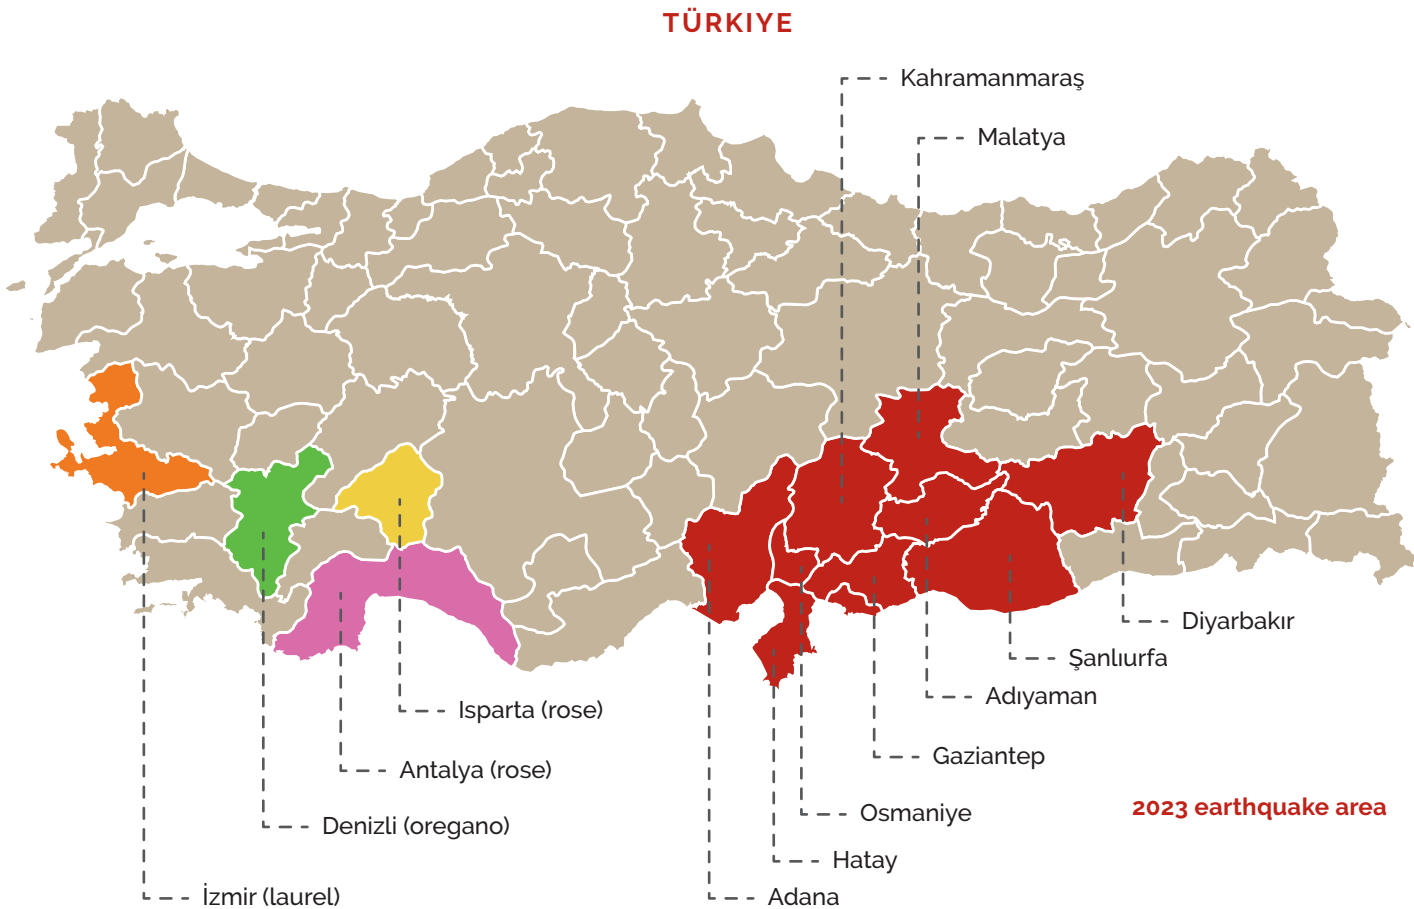 TÜRKIYE
Kahramanmaraş
Malatya
Diyarbakır
Şanlıurfa
Adıyaman
Isparta (rose)
Gaziantep
Antalya (rose)
2023 earthquake area
Osmaniye
Denizli (oregano)
Hatay
İzmir (laurel)
Adana